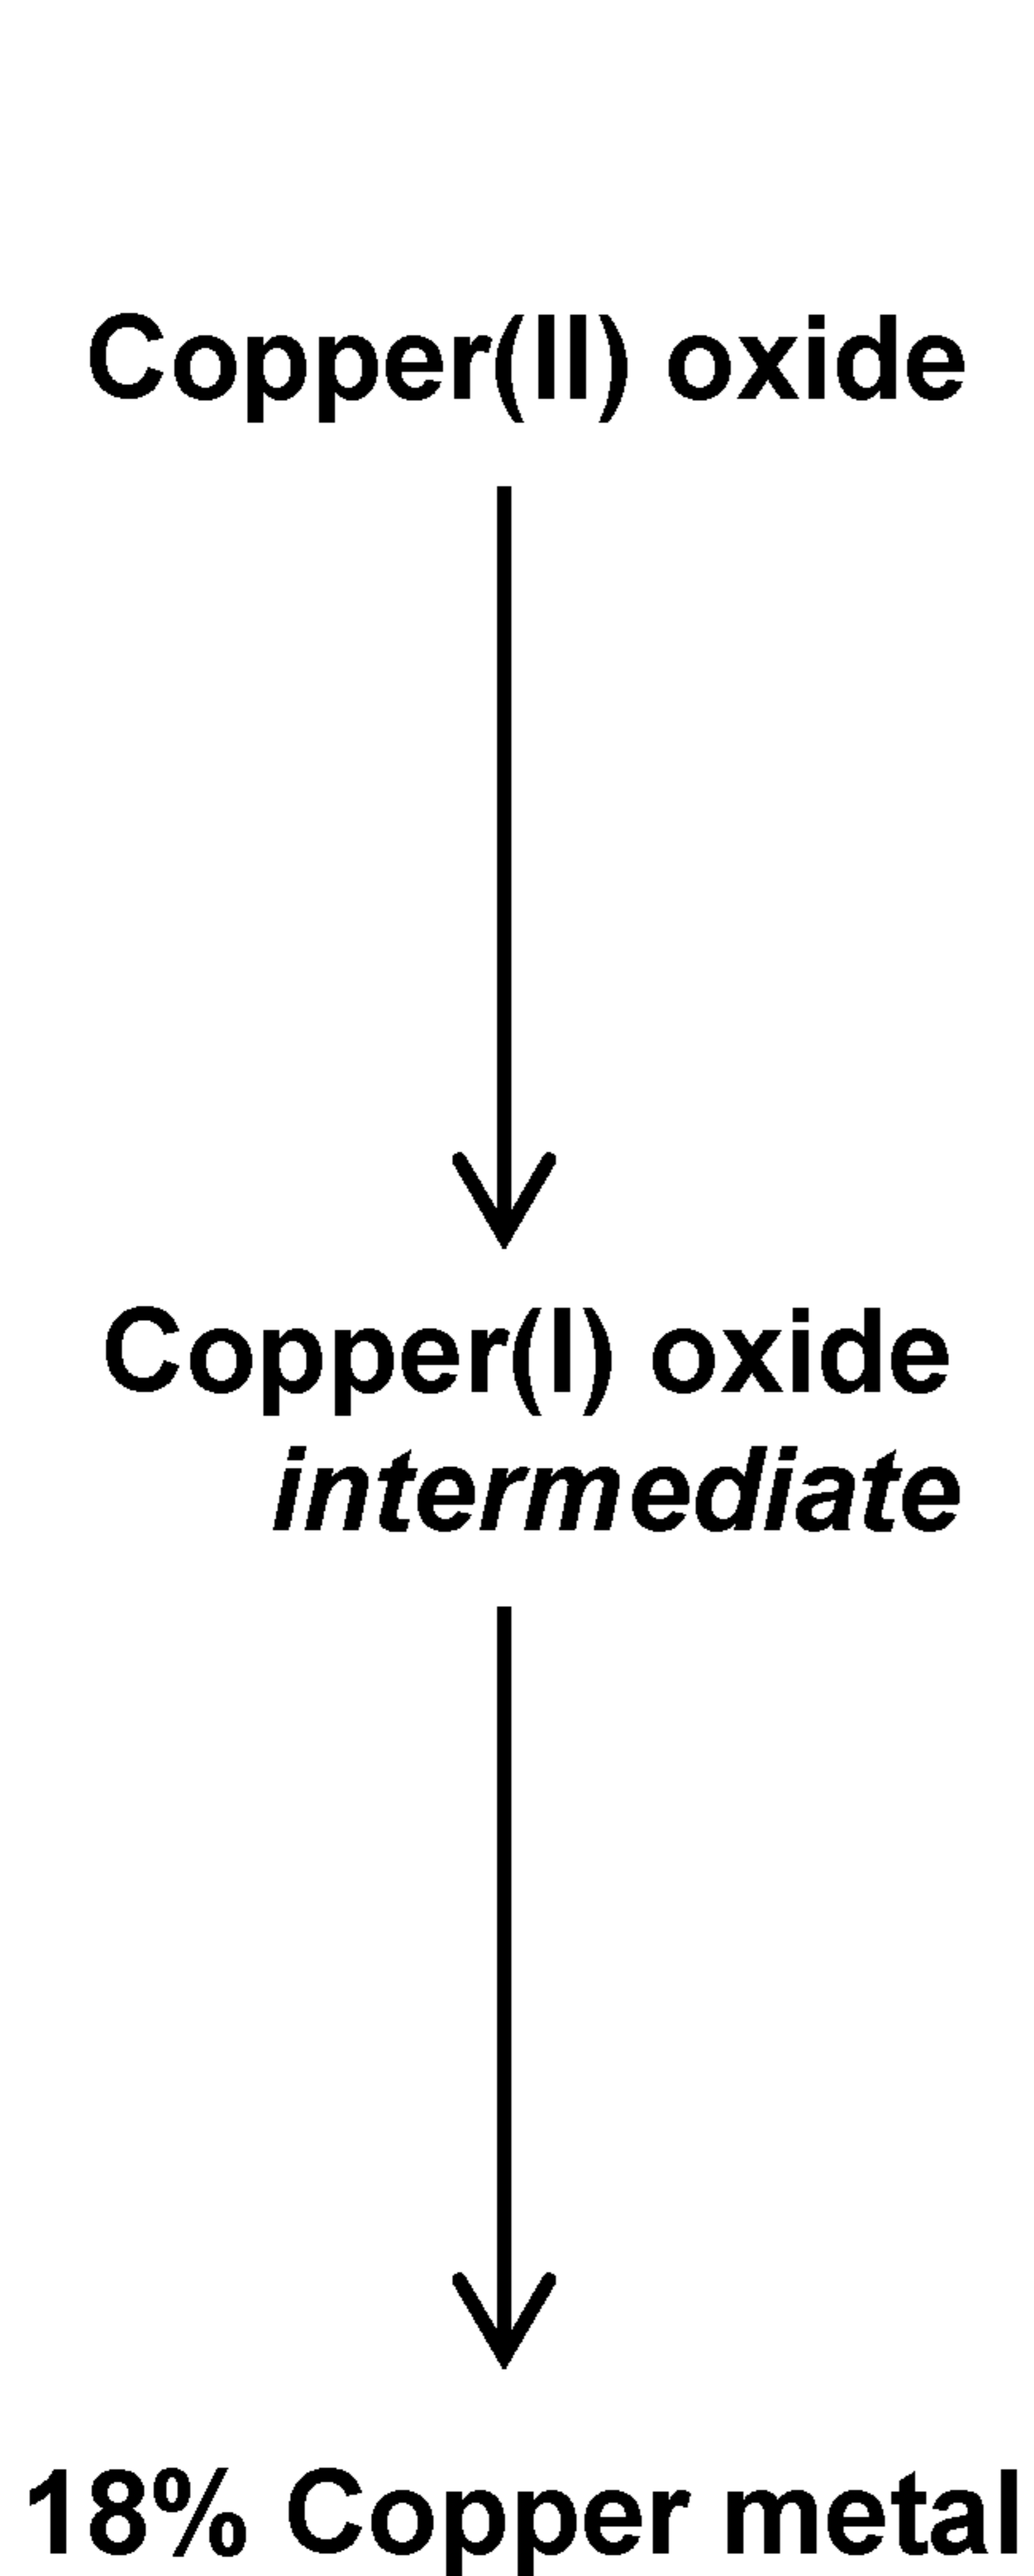 Copper(II) oxide
Copper(I) oxide
intermediate
18% Copper metal